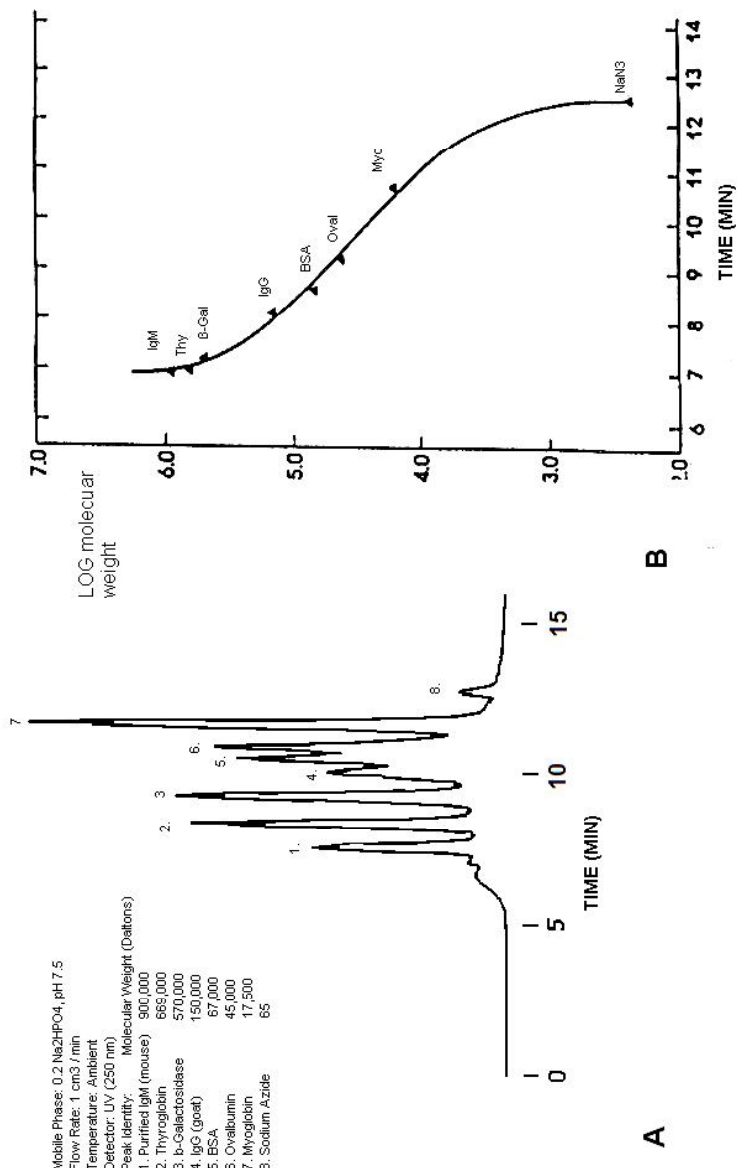 Mobile Phase: 0.2 Na2HPO4, pH 7.5
Flow Rate: 1 cm3 / min
Temperature: Ambient
Detector: UV (250 nm)
Peak Identity: Molecular Weight (Daltons)
1. Purified IgM (mouse) 900,000
2. Thyroglobin 669,000
3. b-Galactosidase 570,000
4. IgG (goat) 150,000
5. BSA 67,000
6. Ovalbumin 45,000
7. Myoglobin 17,500
8. Sodium Azide 65
1.
2.
3
4.
5.
6.
7
8.
0 5 10 15
TIME (MIN)
A
LOG molecuar
weight
7.0
6.0
5.0
4.0
3.0
2.0
IgM
Thy
B-Gal
IgG
BSA
Oval
Myc
NaN3
6 7 8 9 10 11 12 13 14
TIME (MIN)
B